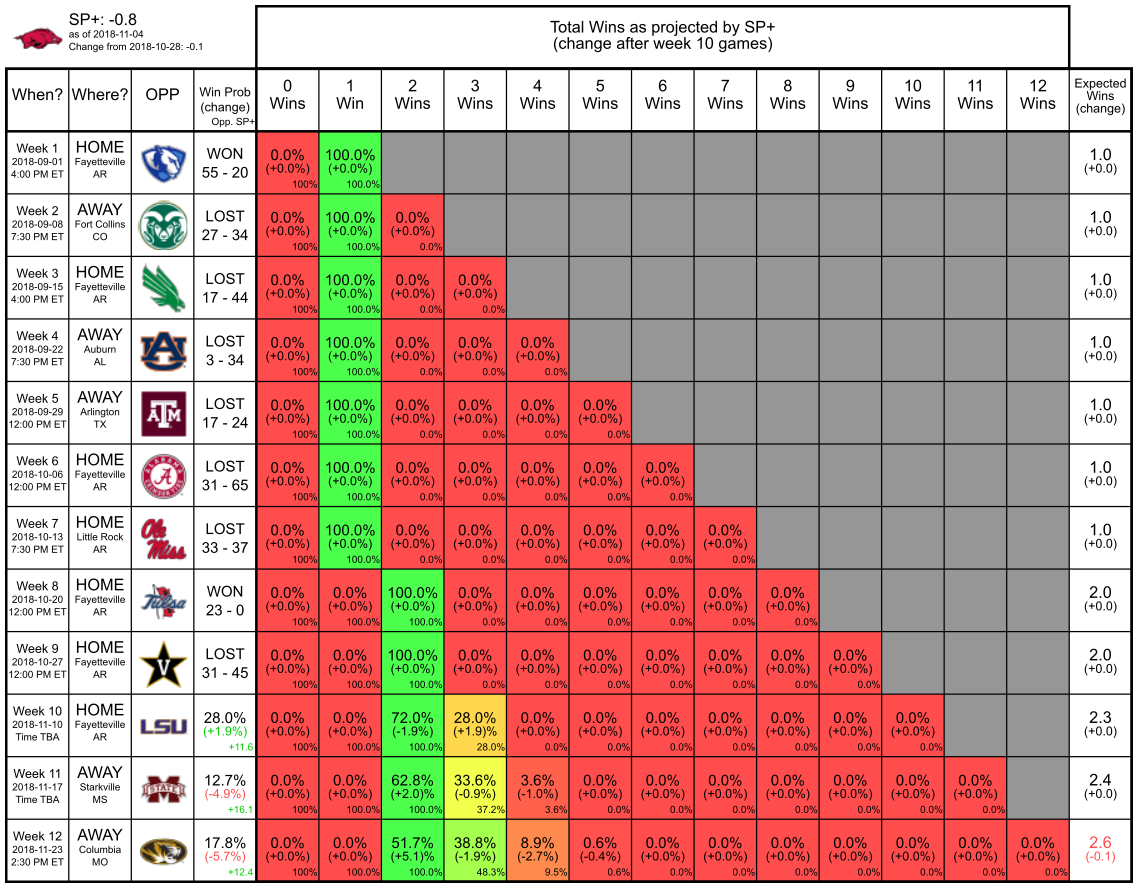 SP+: -0.8
as of 2018-11-04
Change from 2018-10-28: -0.1
Total Wins as projected by SP+
(change after week 10 games)
When? Where? OPP Win Prob (change) Opp. SP+ 0 Wins 1 Win 2 Wins 3 Wins 4 Wins 5 Wins 6 Wins 7 Wins 8 Wins 9 Wins 10 Wins 11 Wins 12 Wins Expected Wins (change)
Week 1 HOME WON 0.0% 100.0% 1.0
2018-09-01 Fayetteville (+0.0%) (+0.0%) (+0.0)
4:00 PM ET AR 55 - 20 100% 100.0%
Week 2 AWAY LOST 0.0% 100.0% 0.0% 1.0
2018-09-08 Fort Collins (+0.0%) (+0.0%) (+0.0%) (+0.0)
7:30 PM ET CO 27 - 34 100% 100.0% 0.0%
Week 3 HOME LOST 0.0% 100.0% 0.0% 0.0% 1.0
2018-09-15 Fayetteville (+0.0%) (+0.0%) (+0.0%) (+0.0%) (+0.0)
4:00 PM ET AR 17 - 44 100% 100.0% 0.0% 0.0%
Week 4 AWAY LOST 0.0% 100.0% 0.0% 0.0% 0.0% 1.0
2018-09-22 Auburn (+0.0%) (+0.0%) (+0.0%) (+0.0%) (+0.0%) (+0.0)
7:30 PM ET AL 3 - 34 100% 100.0% 0.0% 0.0% 0.0%
Week 5 AWAY ATM LOST 0.0% 100.0% 0.0% 0.0% 0.0% 0.0% 1.0
2018-09-29 Arlington (+0.0%) (+0.0%) (+0.0%) (+0.0%) (+0.0%) (+0.0%) (+0.0)
12:00 PM ET TX 17 - 24 100% 100.0% 0.0% 0.0% 0.0% 0.0%
Week 6 HOME ALABAMA A CRIMSON TIDE LOST 0.0% 100.0% 0.0% 0.0% 0.0% 0.0% 0.0% 1.0
2018-10-06 Fayetteville (+0.0%) (+0.0%) (+0.0%) (+0.0%) (+0.0%) (+0.0%) (+0.0%) (+0.0)
12:00 PM ET AR 31 - 65 100% 100.0% 0.0% 0.0% 0.0% 0.0% 0.0%
Week 7 HOME Ole Miss LOST 0.0% 100.0% 0.0% 0.0% 0.0% 0.0% 0.0% 0.0% 1.0
2018-10-13 Little Rock (+0.0%) (+0.0%) (+0.0%) (+0.0%) (+0.0%) (+0.0%) (+0.0%) (+0.0%) (+0.0)
7:30 PM ET AR 33 - 37 100% 100.0% 0.0% 0.0% 0.0% 0.0% 0.0% 0.0%
Week 8 HOME Tulsa WON 0.0% 0.0% 100.0% 0.0% 0.0% 0.0% 0.0% 0.0% 0.0% 2.0
2018-10-20 Fayetteville (+0.0%) (+0.0%) (+0.0%) (+0.0%) (+0.0%) (+0.0%) (+0.0%) (+0.0%) (+0.0%) (+0.0)
12:00 PM ET AR 23 - 0 100% 100.0% 100.0% 0.0% 0.0% 0.0% 0.0% 0.0% 0.0%
Week 9 HOME V LOST 0.0% 0.0% 100.0% 0.0% 0.0% 0.0% 0.0% 0.0% 0.0% 0.0% 2.0
2018-10-27 Fayetteville (+0.0%) (+0.0%) (+0.0%) (+0.0%) (+0.0%) (+0.0%) (+0.0%) (+0.0%) (+0.0%) (+0.0%) (+0.0)
12:00 PM ET AR 31 - 45 100% 100.0% 100.0% 0.0% 0.0% 0.0% 0.0% 0.0% 0.0% 0.0%
Week 10 HOME LSU 28.0% 0.0% 0.0% 72.0% 28.0% 0.0% 0.0% 0.0% 0.0% 0.0% 0.0% 0.0% 2.3
2018-11-10 Fayetteville (+1.9%) (+0.0%) (+0.0%) (-1.9%) (+1.9)% (+0.0%) (+0.0%) (+0.0%) (+0.0%) (+0.0%) (+0.0%) (+0.0%) (+0.0)
Time TBA AR +11.6 100% 100.0% 100.0% 28.0% 0.0% 0.0% 0.0% 0.0% 0.0% 0.0% 0.0%
Week 11 AWAY STATE 12.7% 0.0% 0.0% 62.8% 33.6% 3.6% 0.0% 0.0% 0.0% 0.0% 0.0% 0.0% 0.0% 2.4
2018-11-17 Starkville (-4.9%) (+0.0%) (+0.0%) (+2.0)% (-0.9%) (-1.0%) (+0.0%) (+0.0%) (+0.0%) (+0.0%) (+0.0%) (+0.0%) (+0.0%) (+0.0)
Time TBA MS +16.1 100% 100.0% 100.0% 37.2% 3.6% 0.0% 0.0% 0.0% 0.0% 0.0% 0.0% 0.0%
Week 12 AWAY 17.8% 0.0% 0.0% 51.7% 38.8% 8.9% 0.6% 0.0% 0.0% 0.0% 0.0% 0.0% 0.0% 0.0% 2.6
2018-11-23 Columbia (-5.7%) (+0.0%) (+0.0%) (+5.1)% (-1.9%) (-2.7%) (-0.4%) (+0.0%) (+0.0%) (+0.0%) (+0.0%) (+0.0%) (+0.0%) (+0.0%) (-0.1)
2:30 PM ET MO +12.4 100% 100.0% 100.0% 48.3% 9.5% 0.6% 0.0% 0.0% 0.0% 0.0% 0.0% 0.0% 0.0%